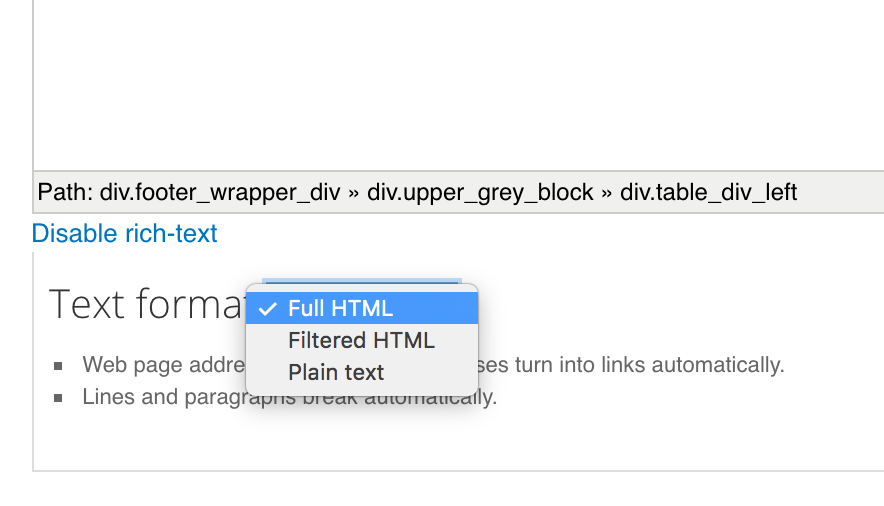 Path: div.footer_wrapper_div » div.upper_grey_block » div.table_div_left
Disable rich-text
Text format
Full HTML
Filtered HTML
Plain text
Web page addre ses turn into links automatically.
Lines and paragraphs break automatically.